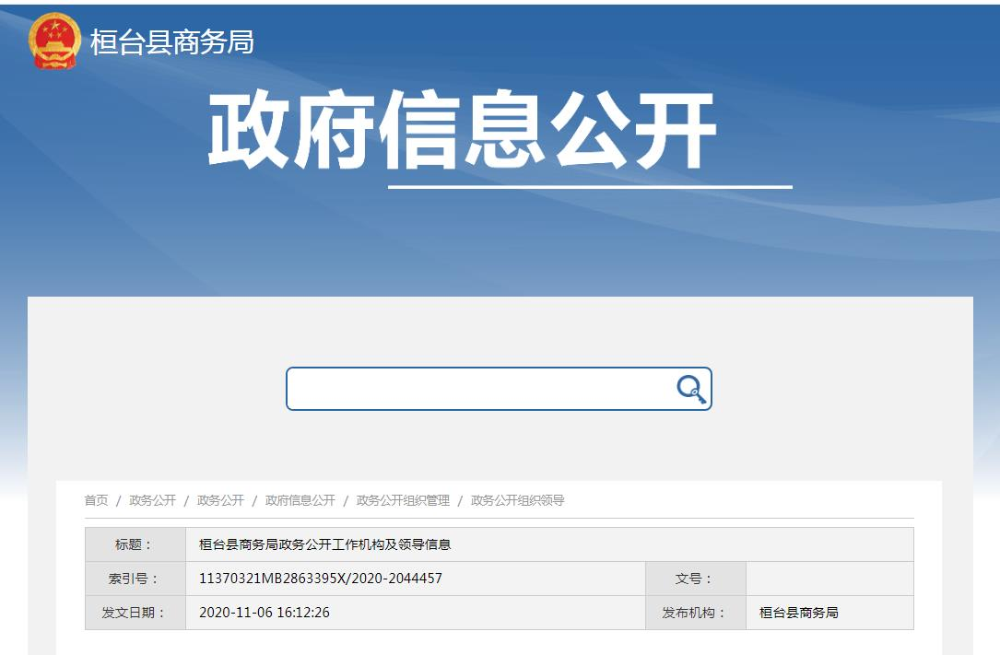 桓台县商务局
政府信息公开
首页 / 政务公开 / 政务公开 / 政府信息公开 / 政务公开组织管理 / 政务公开组织领导
标题： 桓台县商务局政务公开工作机构及领导信息
索引号： 11370321MB2863395X/2020-2044457 文号：
发文日期： 2020-11-06 16:12:26 发布机构： 桓台县商务局